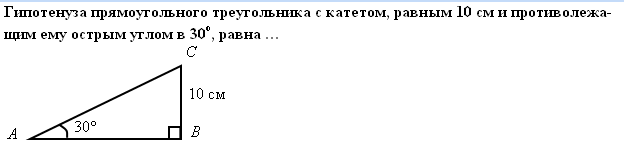 Гипотенуза прямоугольного треугольника с катетом, равным 10 см и противолежа-
щим ему острым углом в 30°, равна ...
C
10 см
A
30°
B